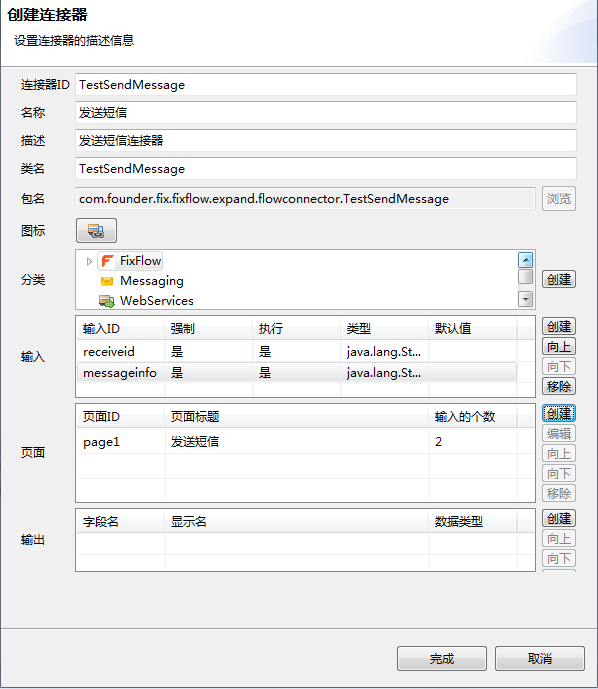 创建连接器
设置连接器的描述信息
连接器ID TestSendMessage
名称 发送短信
描述 发送短信连接器
类名 TestSendMessage
包名 com.founder.fix.fixflow.expand.flowconnector.TestSendMessage 浏览
图标
分类 FixFlow
Messaging
WebServices
创建
输入 输入ID 强制 执行 类型 默认值
receiveid 是 是 java.lang.St...
messageinfo 是 是 java.lang.St...
创建
向上
向下
移除
页面 页面ID 页面标题 输入的个数
page1 发送短信 2
创建
编辑
向上
向下
移除
输出 字段名 显示名 数据类型
创建
向上
向下
完成 取消